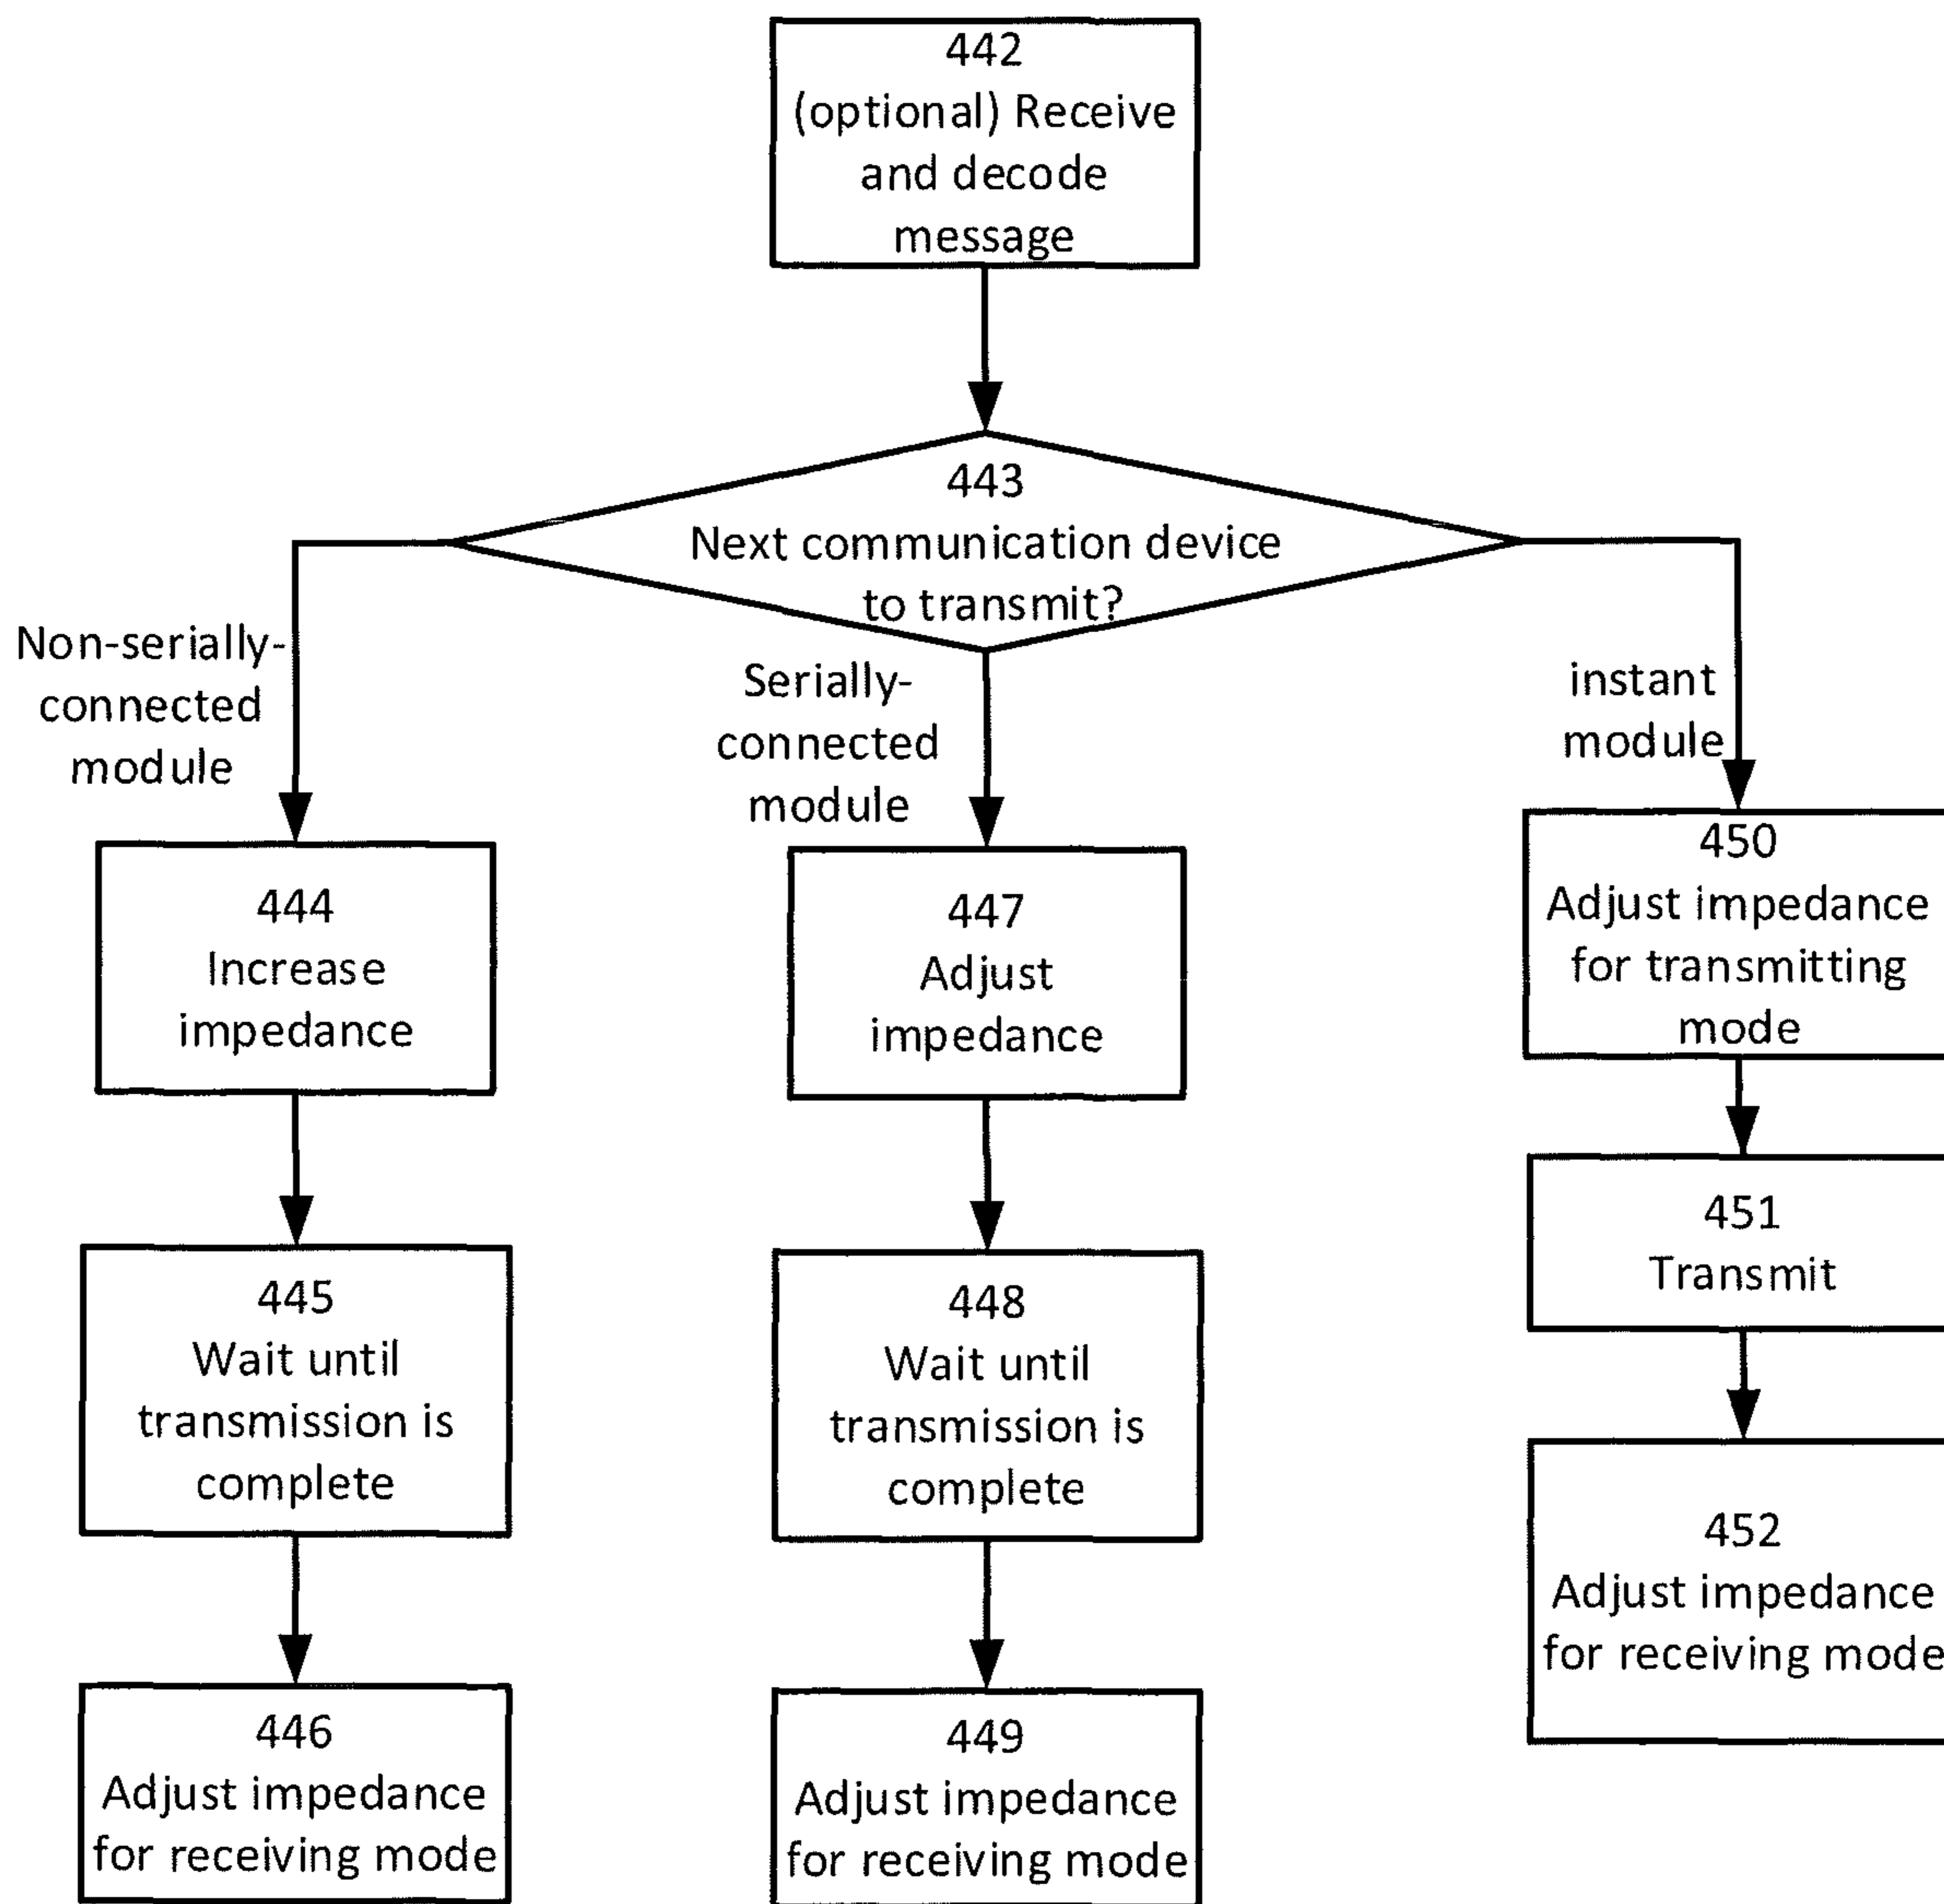 442
(optional) Receive
and decode
message
443
Next communication device
to transmit?
Non-serially-
connected
module
Serially-
connected
module
instant
module
444
Increase
impedance
447
Adjust
impedance
450
Adjust impedance
for transmitting
mode
445
Wait until
transmission is
complete
448
Wait until
transmission is
complete
451
Transmit
452
Adjust impedance
for receiving mode
446
Adjust impedance
for receiving mode
449
Adjust impedance
for receiving mode